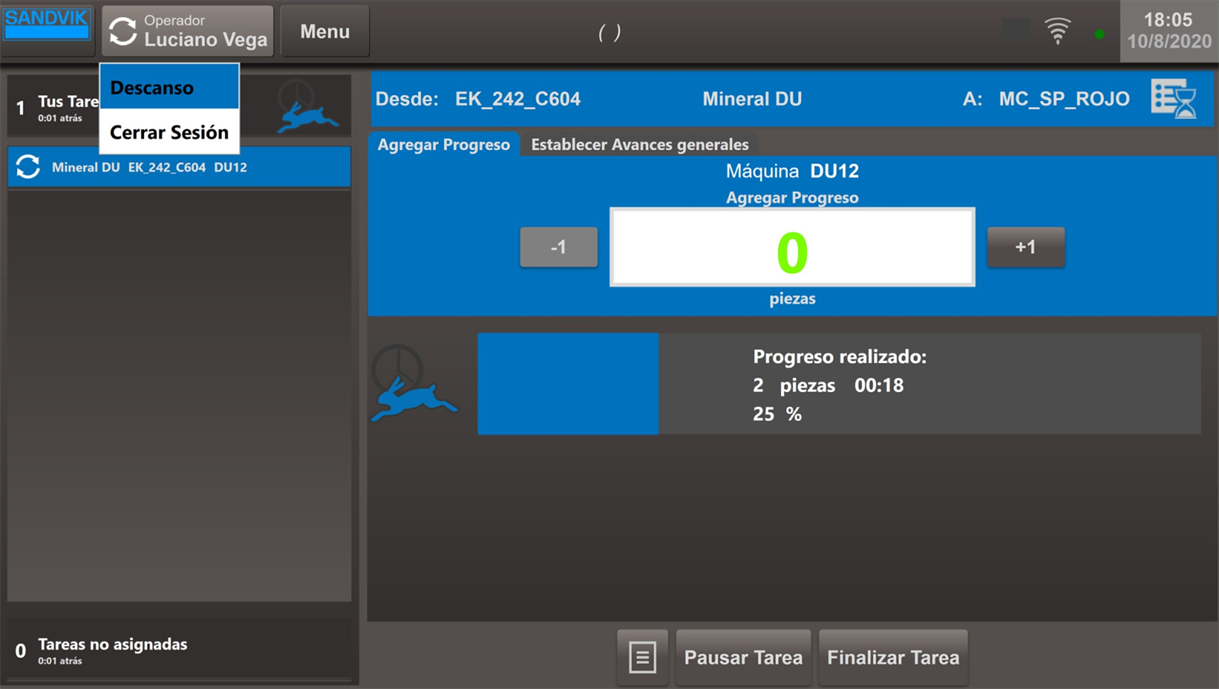 SANDVIK
Operador
Luciano Vega
Menu
( )
18:05
10/8/2020
Descanso
Cerrar Sesión
1
Tus Tare
0:01 atrás
Mineral DU EK_242_C604 DU12
Desde: EK_242_C604
Mineral DU
A: MC_SP_ROJO
Agregar Progreso
Establecer Avances generales
Máquina DU12
Agregar Progreso
-1
0
+1
piezas
Progreso realizado:
2 piezas 00:18
25 %
0
Tareas no asignadas
0:01 atrás
Pausar Tarea
Finalizar Tarea